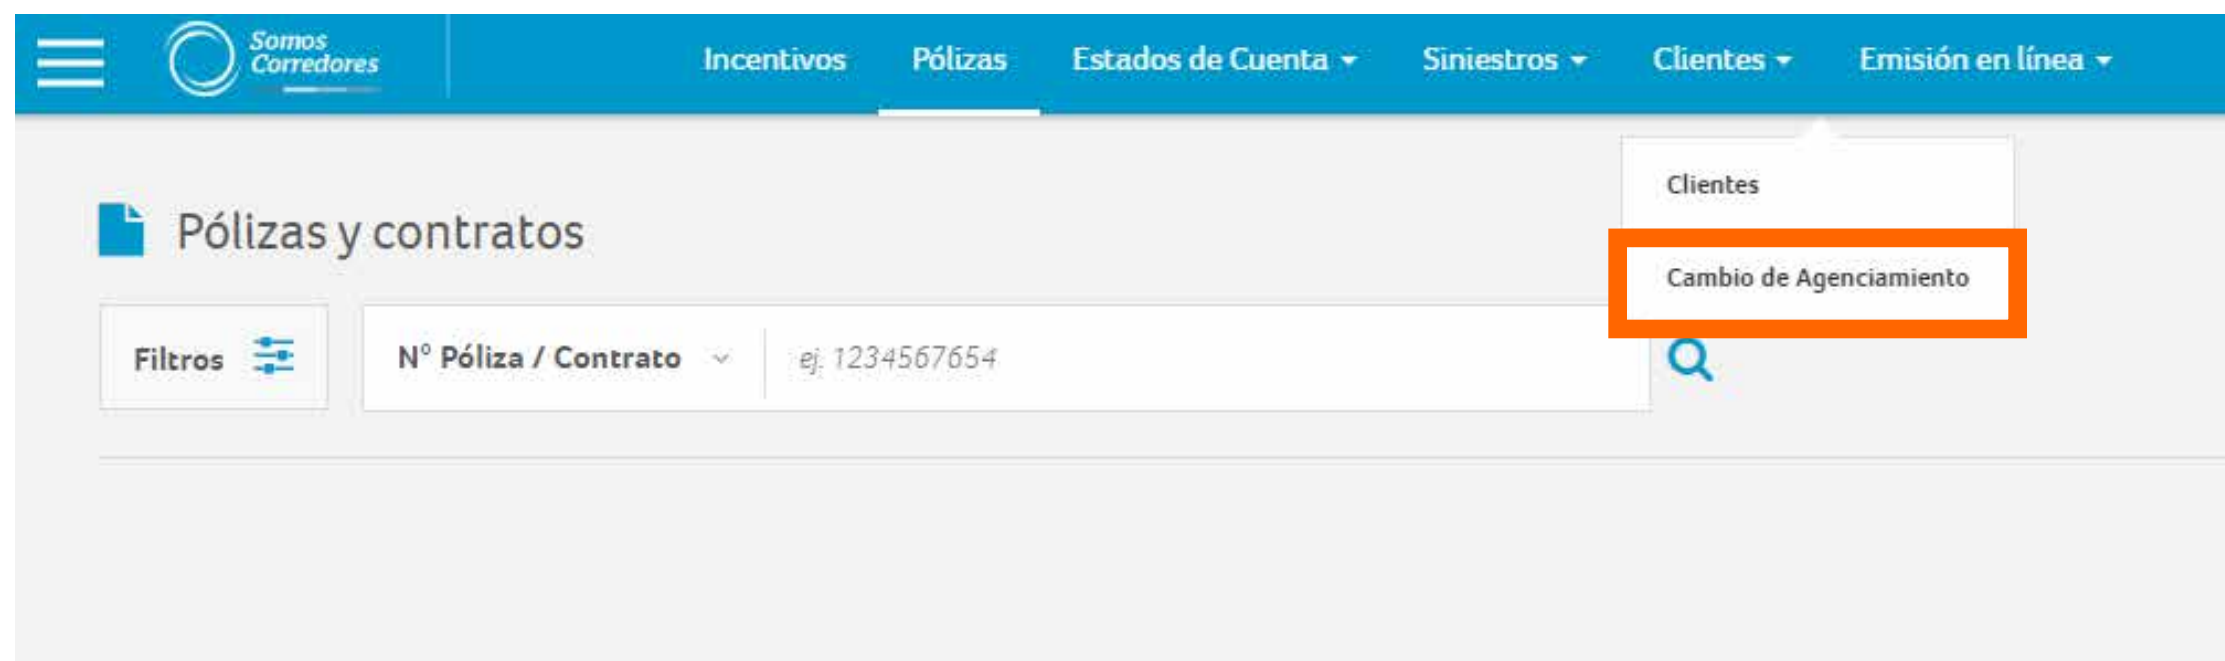 Somos
Corredores
Incentivos Pólizas Estados de Cuenta Siniestros Clientes Emisión en línea
Clientes
Pólizas y contratos
Cambio de Agenciamiento
Filtros N° Póliza / Contrato ej. 1234567654